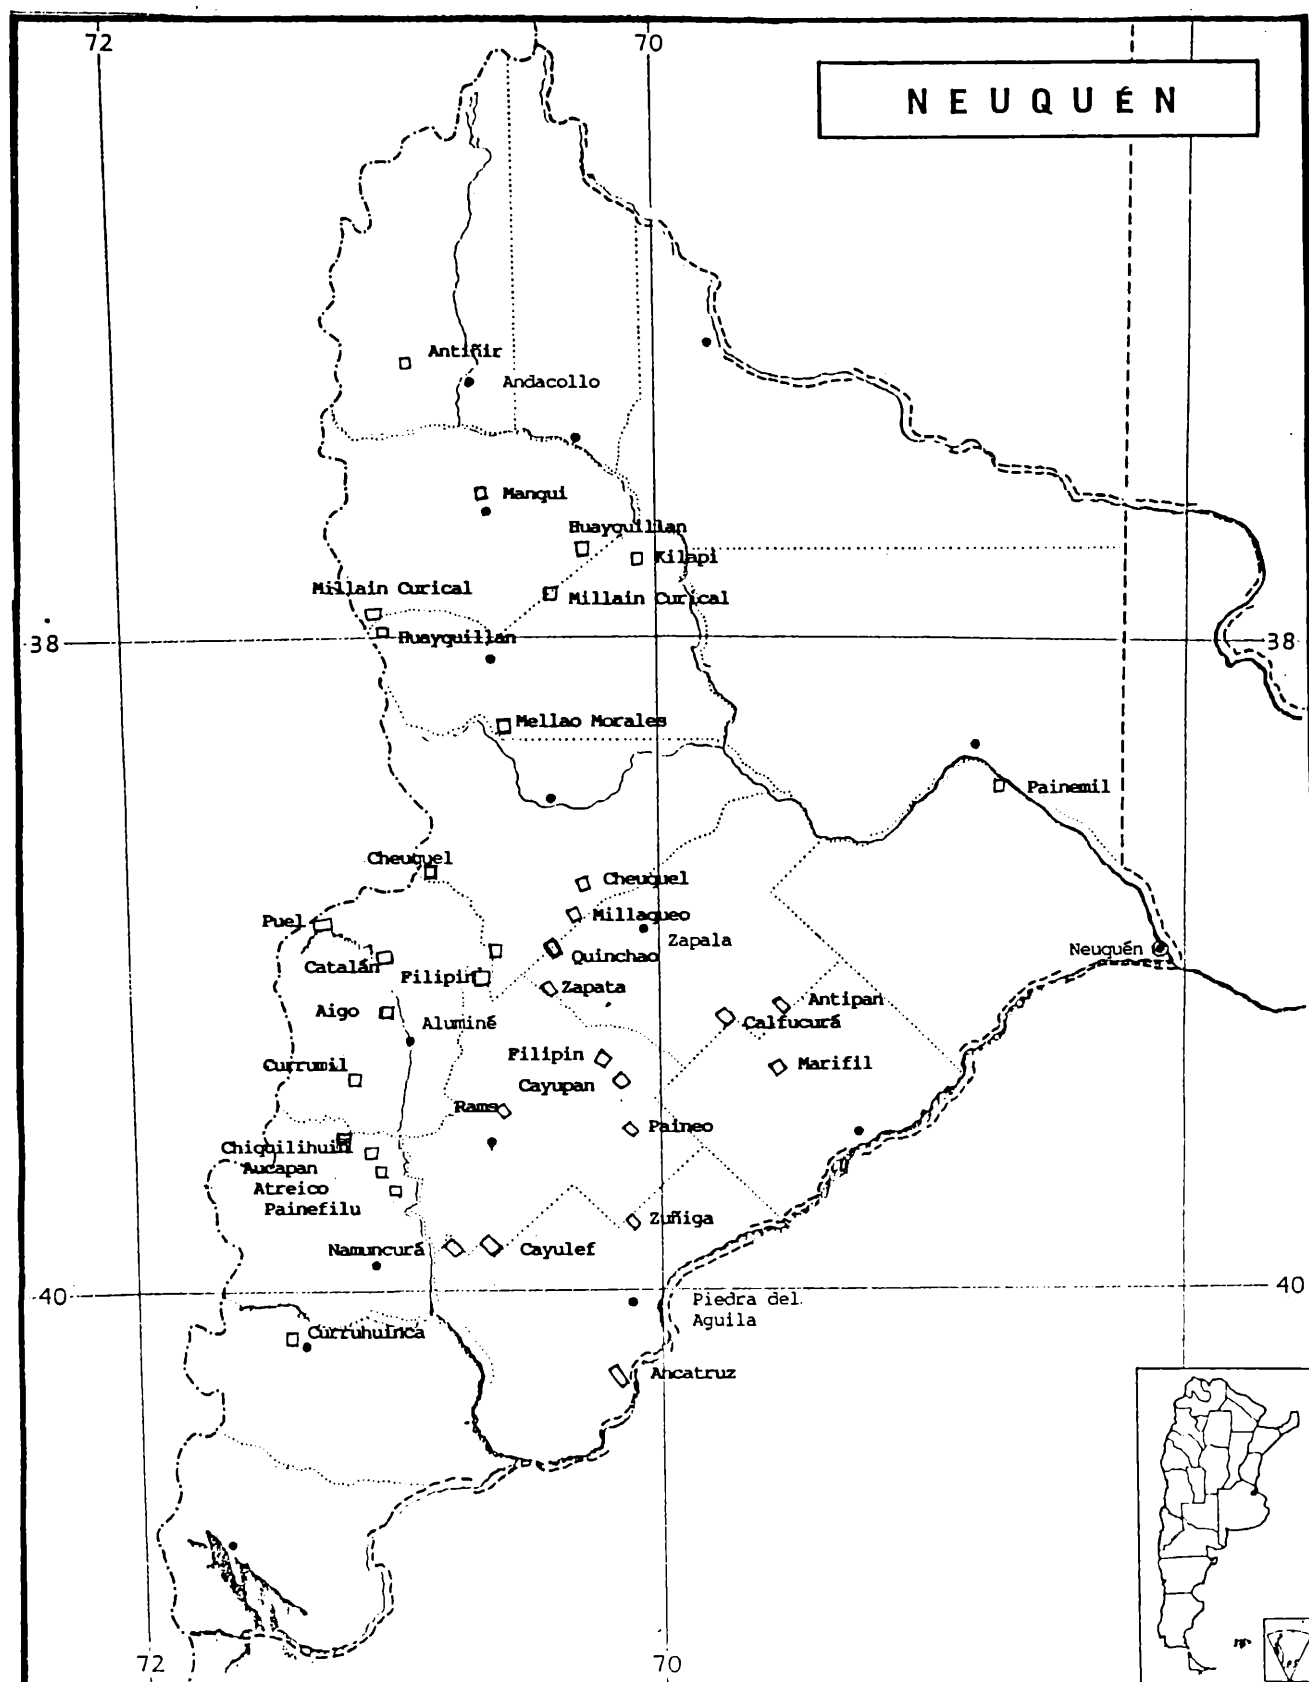 72
70
NEUQUÉN
Antiñir
Andacollo
Manqui
Huayquillan
Kilapi
Millain Curical
Millain Curical
Huayquillan
38
38
Mellao Morales
Painemil
Cheuquel
Cheuquel
Millaqueo
Puel
Zapala
Neuquén
Quinchao
Catalán
Filipin
Zapata
Antipan
Aigo
Aluminé
Calfucurá
Filipin
Marifil
Currumil
Cayupan
Rams
Paineo
Chiquilihuin
Aucapan
Atreico
Painefilu
Zuñiga
Namuncurá
Cayulef
40
40
Piedra del
Aguila
Curruhuinca
Ancatruz
72
70